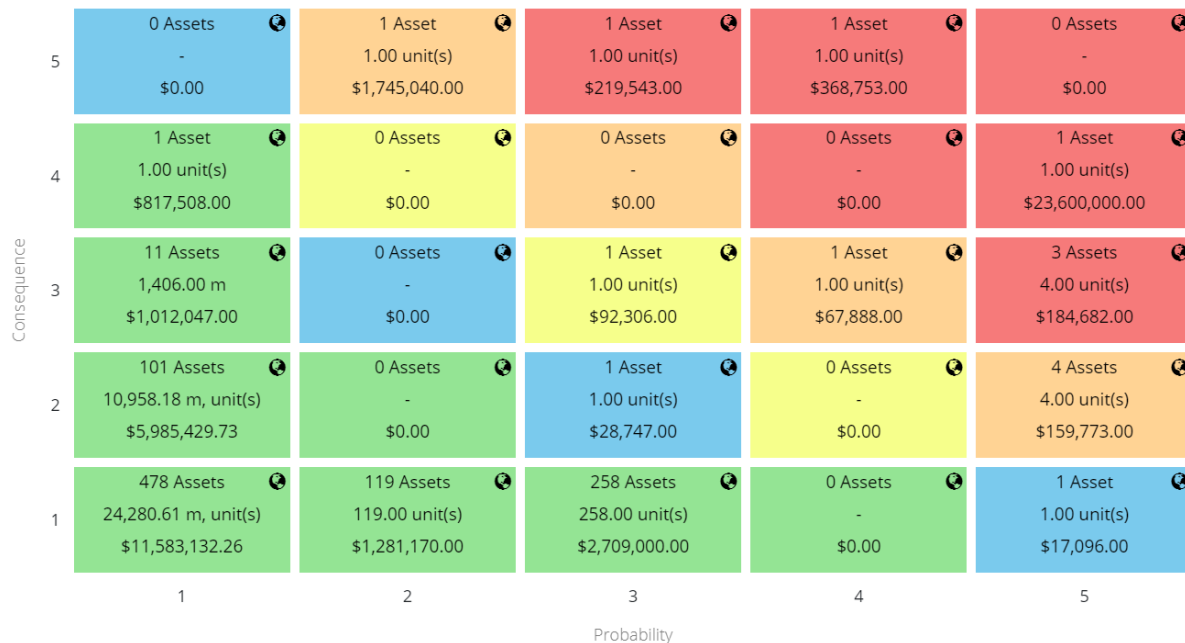 0 Assets
-
$0.00
1 Asset
1.00 unit(s)
$1,745,040.00
1 Asset
1.00 unit(s)
$219,543.00
1 Asset
1.00 unit(s)
$368,753.00
0 Assets
-
$0.00
5
1 Asset
1.00 unit(s)
$817,508.00
0 Assets
-
$0.00
0 Assets
-
$0.00
0 Assets
-
$0.00
1 Asset
1.00 unit(s)
$23,600,000.00
4
11 Assets
1,406.00 m
$1,012,047.00
0 Assets
-
$0.00
1 Asset
1.00 unit(s)
$92,306.00
1 Asset
1.00 unit(s)
$67,888.00
3 Assets
4.00 unit(s)
$184,682.00
3
Consequence
101 Assets
10,958.18 m, unit(s)
$5,985,429.73
0 Assets
-
$0.00
1 Asset
1.00 unit(s)
$28,747.00
0 Assets
-
$0.00
4 Assets
4.00 unit(s)
$159,773.00
2
478 Assets
24,280.61 m, unit(s)
$11,583,132.26
119 Assets
119.00 unit(s)
$1,281,170.00
258 Assets
258.00 unit(s)
$2,709,000.00
0 Assets
-
$0.00
1 Asset
1.00 unit(s)
$17,096.00
1
1
2
3
4
5
Probability